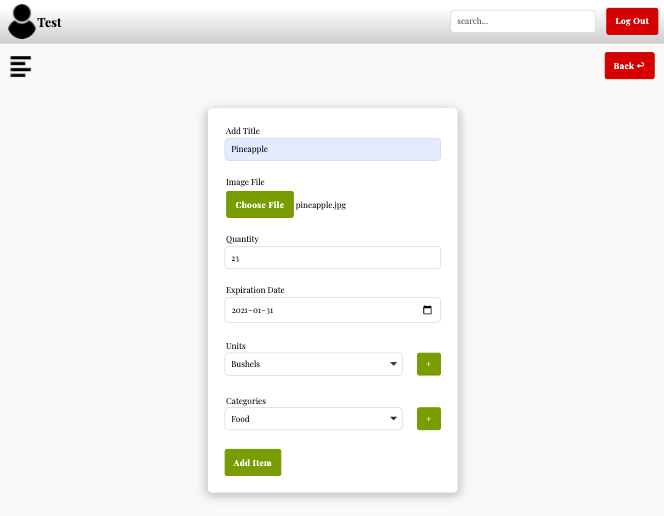 Test
search...
Log Out
Back ↩
Add Title
Pineapple
Image File
Choose File pineapple.jpg
Quantity
23
Expiration Date
2021-01-31
Units
Bushels
+
Categories
Food
+
Add Item